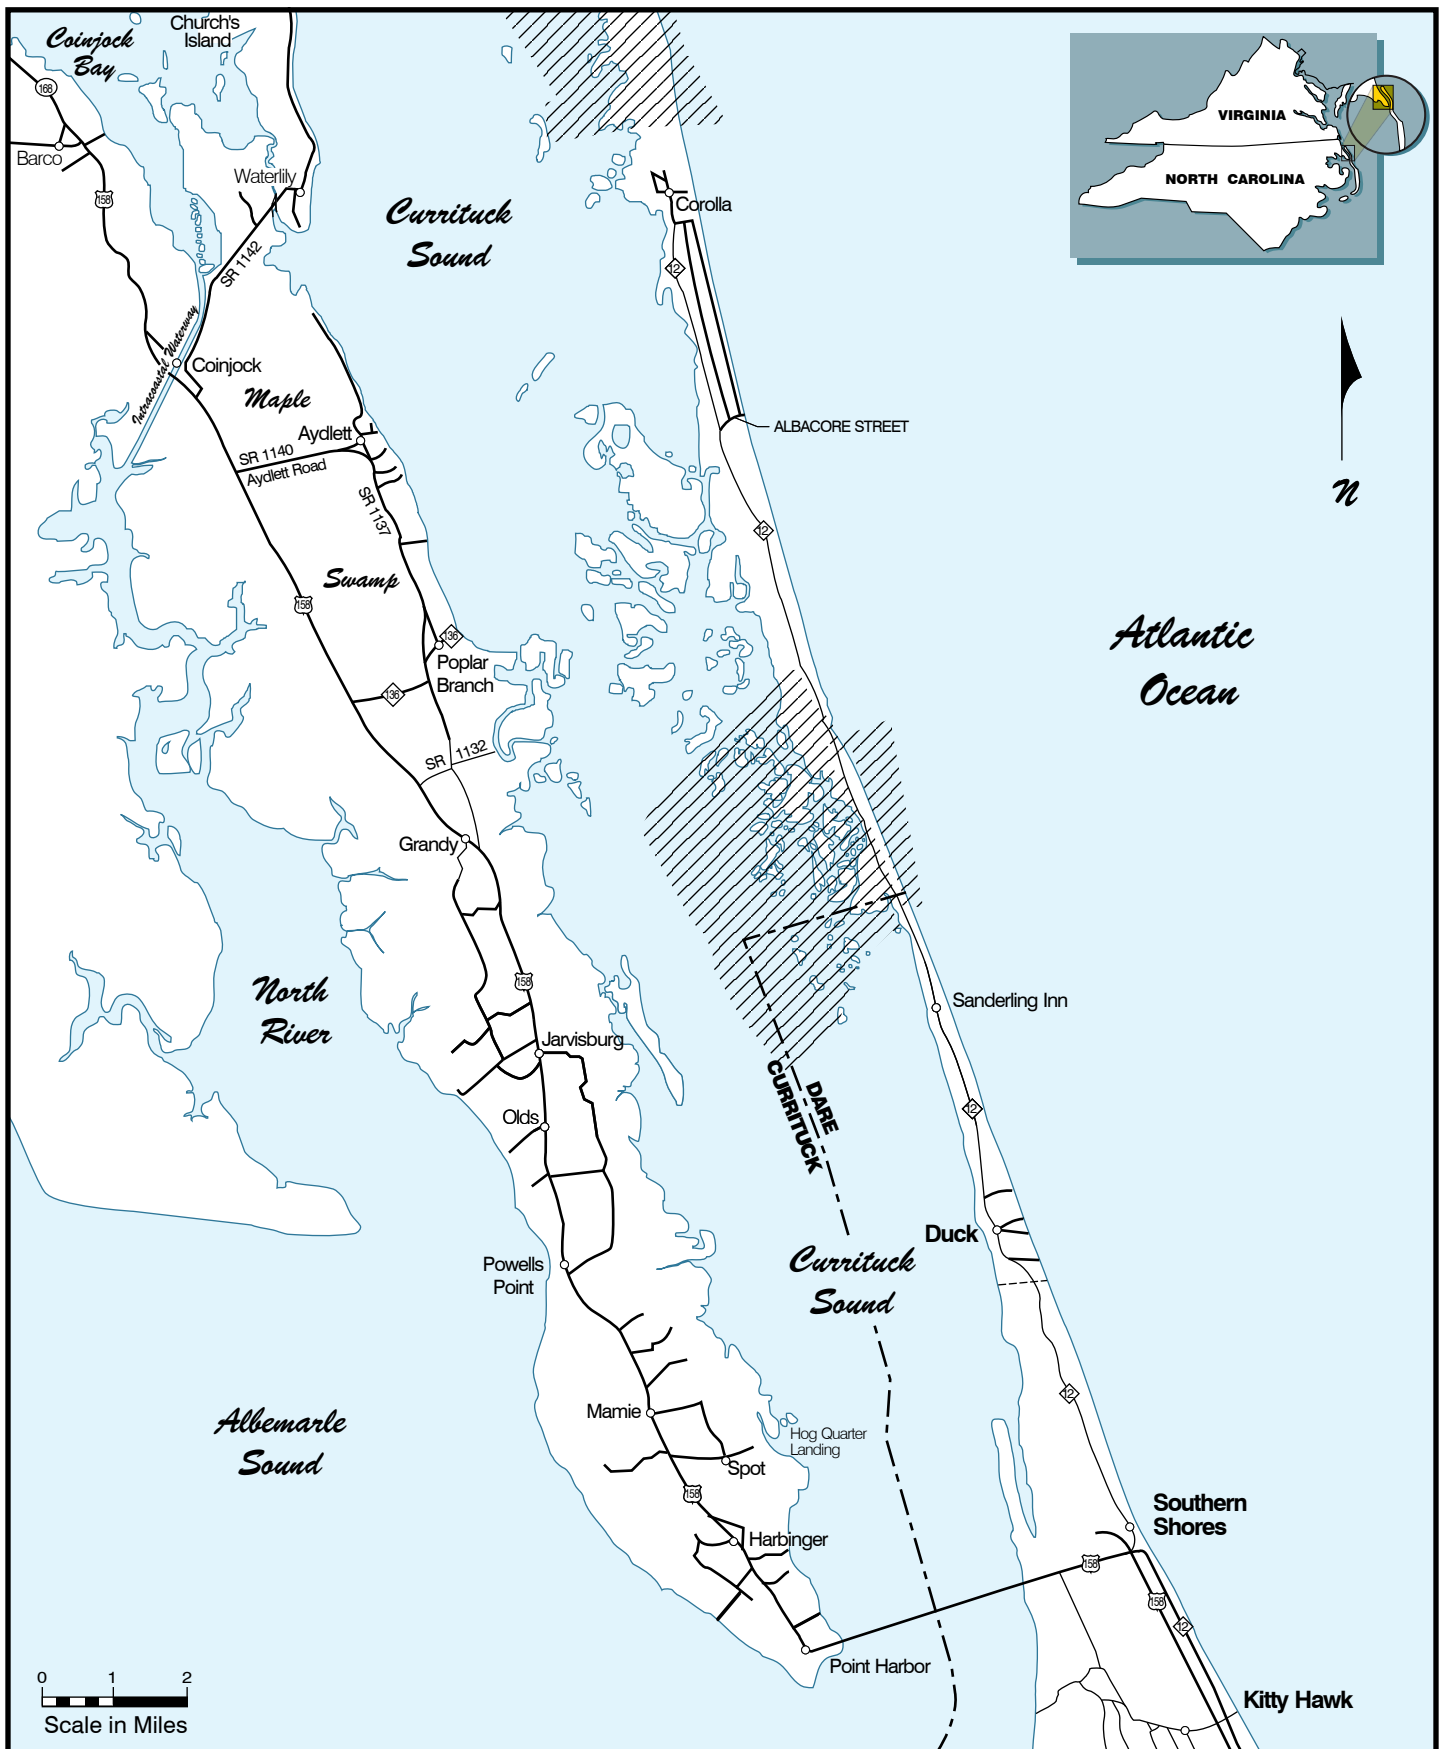 Church's
Island
Coinjock
Bay
168
Barco
158
Waterlily
SR 1142
Currituck
Sound
Corolla
12
VIRGINIA
NORTH CAROLINA
Intracoastal Waterway
Coinjock
Maple
Aydlett
SR 1140
Aydlett Road
SR 1137
ALBACORE STREET
N
12
Swamp
158
136
Poplar
Branch
136
Atlantic
Ocean
SR 1132
Grandy
158
North
River
Sanderling Inn
Jarvisburg
DARE
CURRITUCK
12
Olds
Duck
Powells
Point
Currituck
Sound
12
Albemarle
Sound
Mamie
Hog Quarter
Landing
Spot
158
Southern
Shores
Harbinger
158
158
12
Point Harbor
Kitty Hawk
0 1 2
Scale in Miles